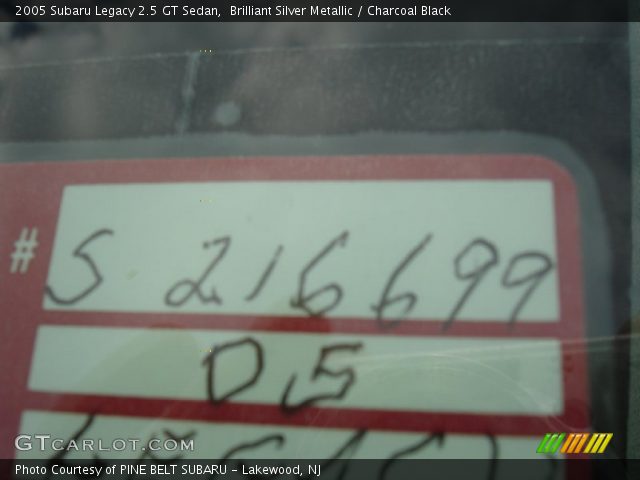 2005 Subaru Legacy 2.5 GT Sedan,  Brilliant Silver Metallic / Charcoal Black
# S 216699
05
GTCARLOT.COM
Photo Courtesy of PINE BELT SUBARU - Lakewood, NJ